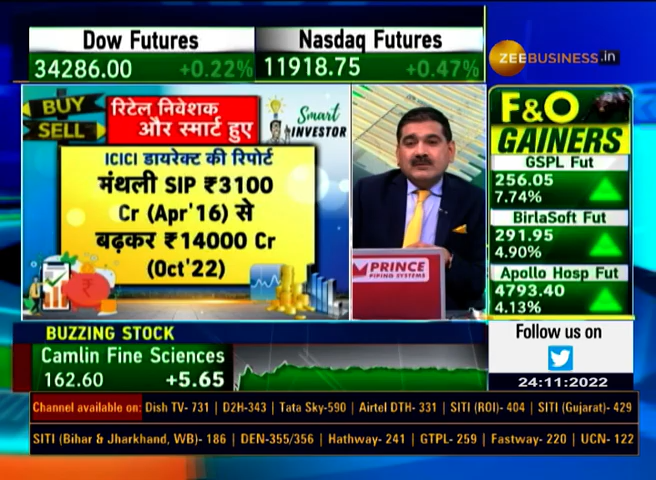 Dow Futures
34286.00 +0.22%
Nasdaq Futures
11918.75 +0.47%
ZEEBUSINESS.in
BUY
SELL
रिटेल निवेशक
और स्मार्ट हुए
Smart
INVESTOR
ICICI डायरेक्ट की रिपोर्ट
मंथली SIP ₹3100
Cr (Apr'16) से
बढ़कर ₹14000 Cr
(Oct'22)
₹
PRINCE
PIPING SYSTEMS
F&O
GAINERS
GSPL Fut
256.05
7.74%
BirlaSoft Fut
291.95
4.90%
Apollo Hosp Fut
4793.40
4.13%
BUZZING STOCK
Camlin Fine Sciences
162.60 +5.65
Follow us on
24:11:2022
Channel available on: Dish TV- 731 | D2H-343 | Tata Sky-590 | Airtel DTH- 331 | SITI (ROI)- 404 | SITI (Gujarat)- 429
SITI (Bihar & Jharkhand, WB)- 186 | DEN-355/356 | Hathway- 241 | GTPL- 259 | Fastway- 220 | UCN- 122